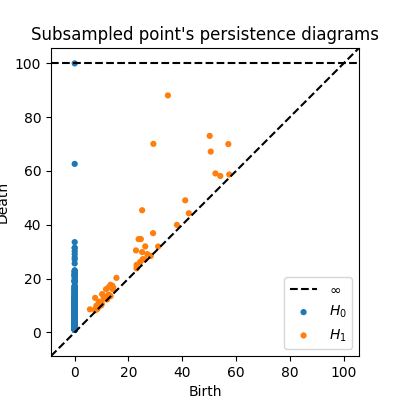 Subsampled point's persistence diagrams
100
80
60
40
20
0
Death
0 20 40 60 80 100
Birth
∞
H₀
H₁